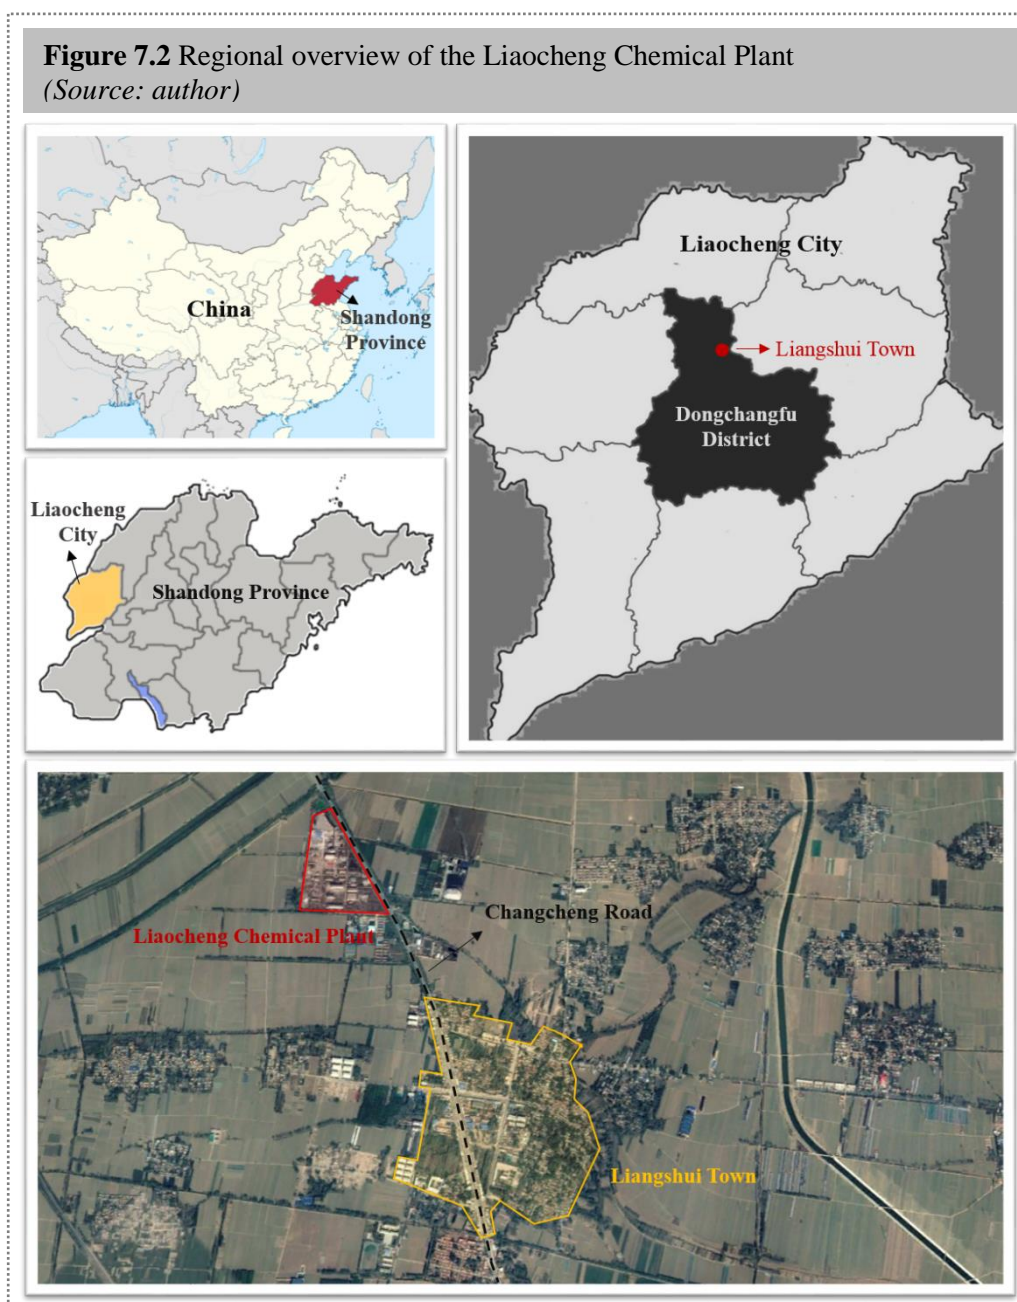 Figure 7.2 Regional overview of the Liaocheng Chemical Plant
(Source: author)
China
Shandong
Province
Liaocheng City
Liangshui Town
Dongchangfu
District
Liaocheng
City
Shandong Province
Changcheng Road
Liaocheng Chemical Plant
Liangshui Town